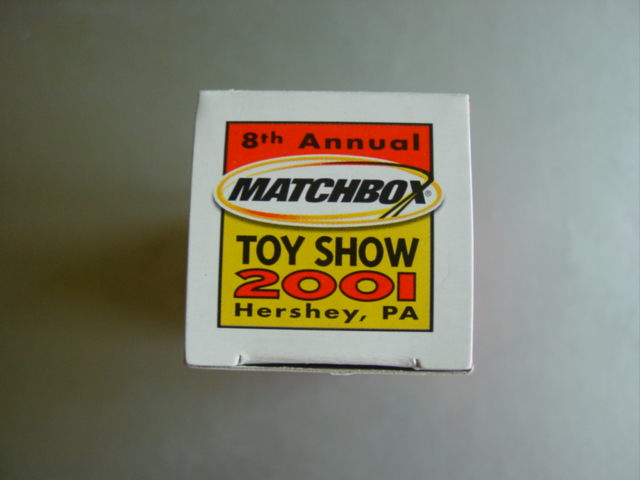 8th Annual
MATCHBOX®
TOY SHOW
2001
Hershey, PA